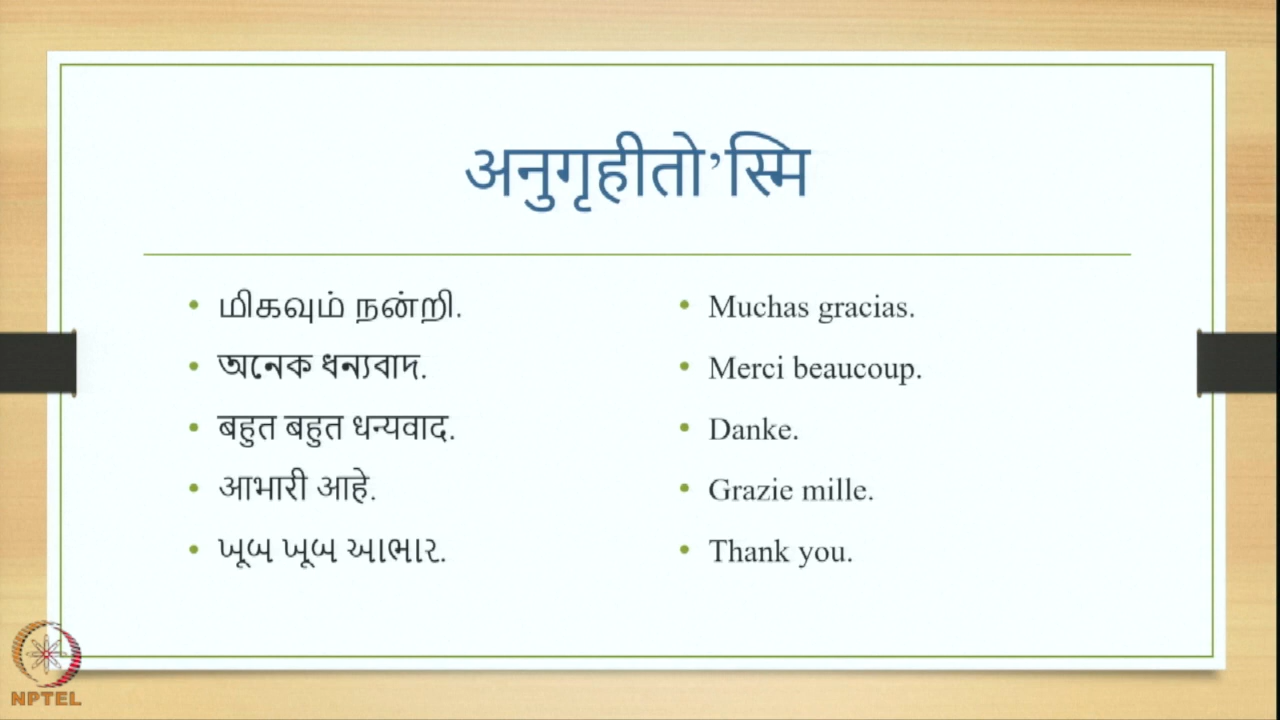 अनुगृहीतो’स्मि
மிகவும் நன்றி.
অনেক ধন্যবাদ.
बहुत बहुत धन्यवाद.
आभारी आहे.
ખૂબ ખૂબ આભાર.
Muchas gracias.
Merci beaucoup.
Danke.
Grazie mille.
Thank you.
NPTEL